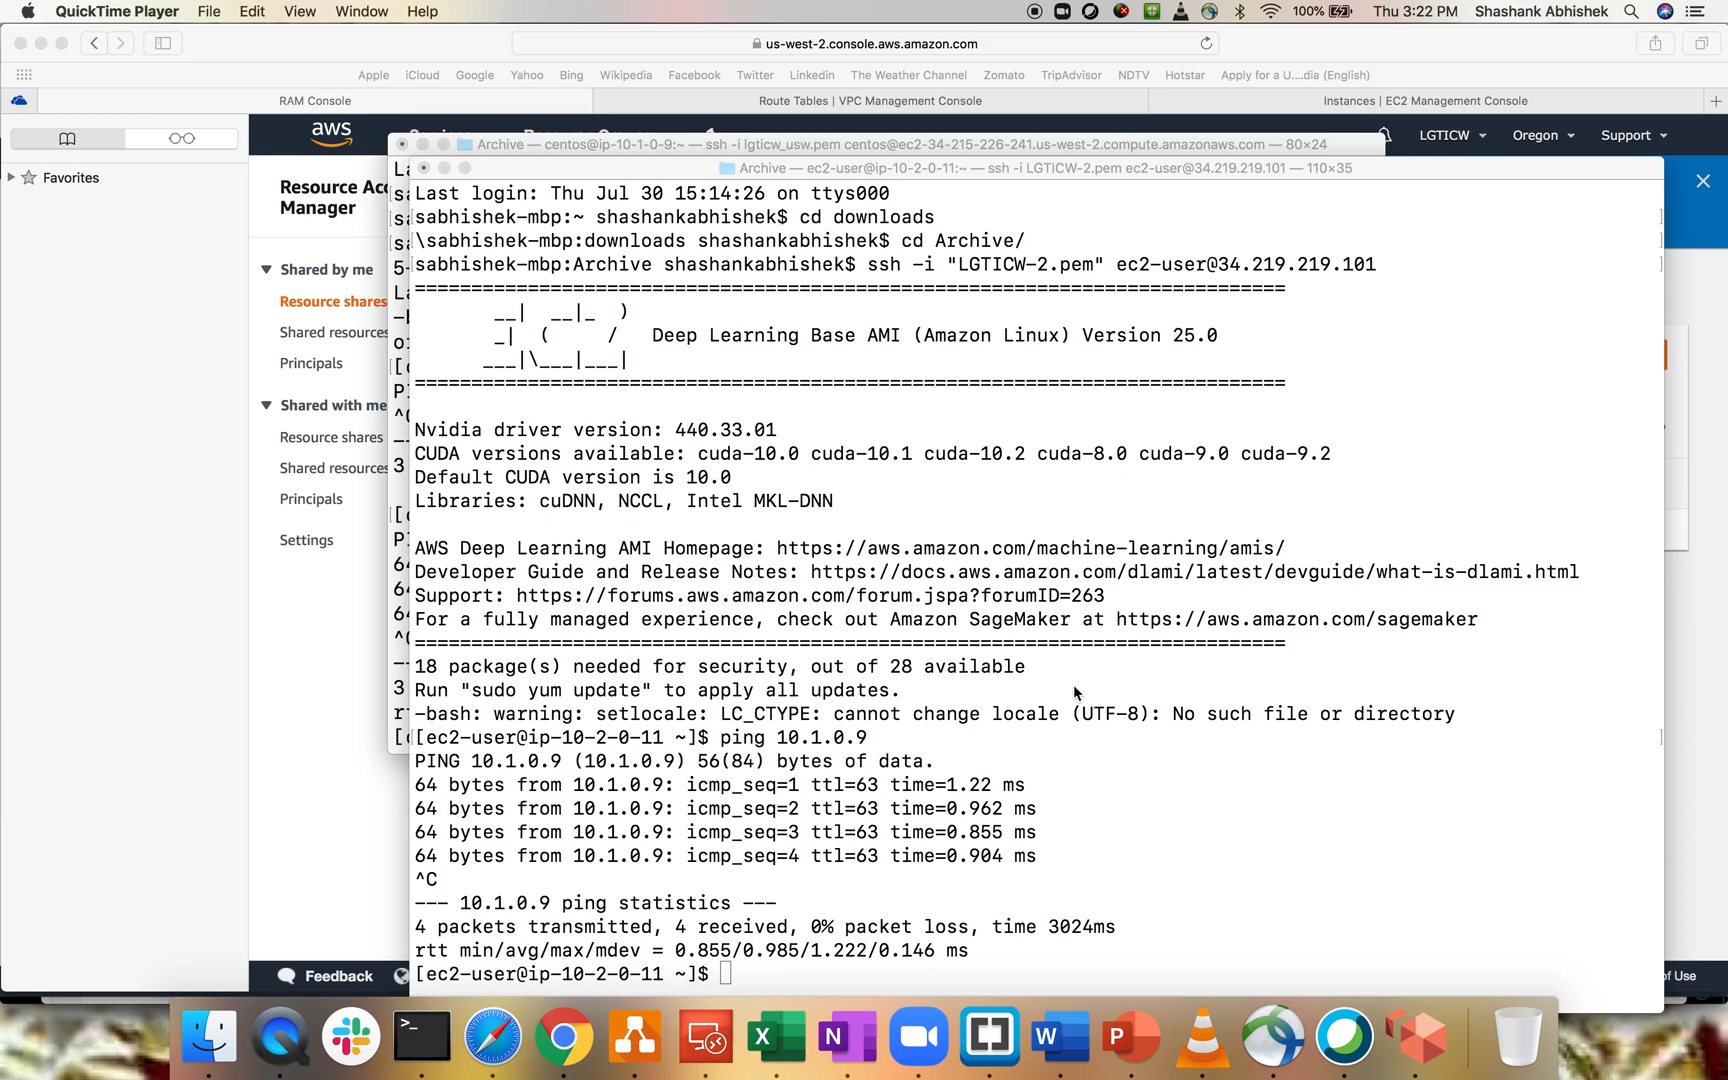 QuickTime Player File Edit View Window Help 100% Thu 3:22 PM Shashank Abhishek
us-west-2.console.aws.amazon.com
Apple iCloud Google Yahoo Bing Wikipedia Facebook Twitter Linkedin The Weather Channel Zomato TripAdvisor NDTV Hotstar Apply for a U....dia (English)
RAM Console Route Tables | VPC Management Console Instances | EC2 Management Console
aws LGTICW Oregon Support
Favorites
Archive — centos@ip-10-1-0-9:~ — ssh -i lgticw_usw.pem centos@ec2-34-215-226-241.us-west-2.compute.amazonaws.com — 80×24
Archive — ec2-user@ip-10-2-0-11:~ — ssh -i LGTICW-2.pem ec2-user@34.219.219.101 — 110×35
Resource Acc
Manager
Shared by me
Resource shares
Shared resources
Principals
Shared with me
Resource shares
Shared resources
Principals
Settings
Last login: Thu Jul 30 15:14:26 on ttys000
sabhishek-mbp:~ shashankabhishek$ cd downloads
\sabhishek-mbp:downloads shashankabhishek$ cd Archive/
sabhishek-mbp:Archive shashankabhishek$ ssh -i "LGTICW-2.pem" ec2-user@34.219.219.101
=============================================================================
__|  __|_  )
_|  (     /   Deep Learning Base AMI (Amazon Linux) Version 25.0
___|\___|___|
=============================================================================
Nvidia driver version: 440.33.01
CUDA versions available: cuda-10.0 cuda-10.1 cuda-10.2 cuda-8.0 cuda-9.0 cuda-9.2
Default CUDA version is 10.0
Libraries: cuDNN, NCCL, Intel MKL-DNN
AWS Deep Learning AMI Homepage: https://aws.amazon.com/machine-learning/amis/
Developer Guide and Release Notes: https://docs.aws.amazon.com/dlami/latest/devguide/what-is-dlami.html
Support: https://forums.aws.amazon.com/forum.jspa?forumID=263
For a fully managed experience, check out Amazon SageMaker at https://aws.amazon.com/sagemaker
=============================================================================
18 package(s) needed for security, out of 28 available
Run "sudo yum update" to apply all updates.
-bash: warning: setlocale: LC_CTYPE: cannot change locale (UTF-8): No such file or directory
[ec2-user@ip-10-2-0-11 ~]$ ping 10.1.0.9
PING 10.1.0.9 (10.1.0.9) 56(84) bytes of data.
64 bytes from 10.1.0.9: icmp_seq=1 ttl=63 time=1.22 ms
64 bytes from 10.1.0.9: icmp_seq=2 ttl=63 time=0.962 ms
64 bytes from 10.1.0.9: icmp_seq=3 ttl=63 time=0.855 ms
64 bytes from 10.1.0.9: icmp_seq=4 ttl=63 time=0.904 ms
^C
--- 10.1.0.9 ping statistics ---
4 packets transmitted, 4 received, 0% packet loss, time 3024ms
rtt min/avg/max/mdev = 0.855/0.985/1.222/0.146 ms
[ec2-user@ip-10-2-0-11 ~]$
Feedback of Use